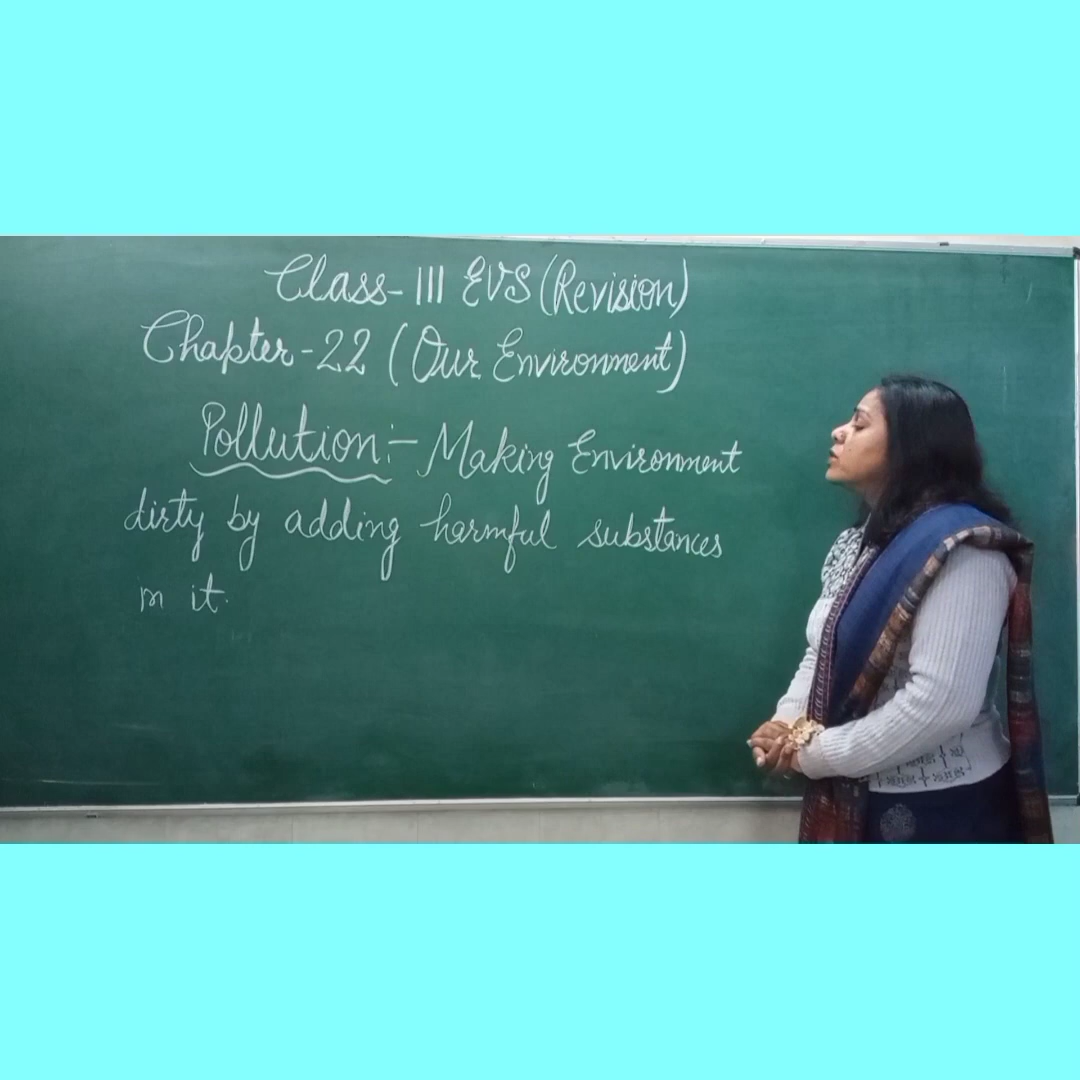 Class-III EVS (Revision)
Chapter-22 (Our Environment)
Pollution:- Making Environment
dirty by adding harmful substances
in it.